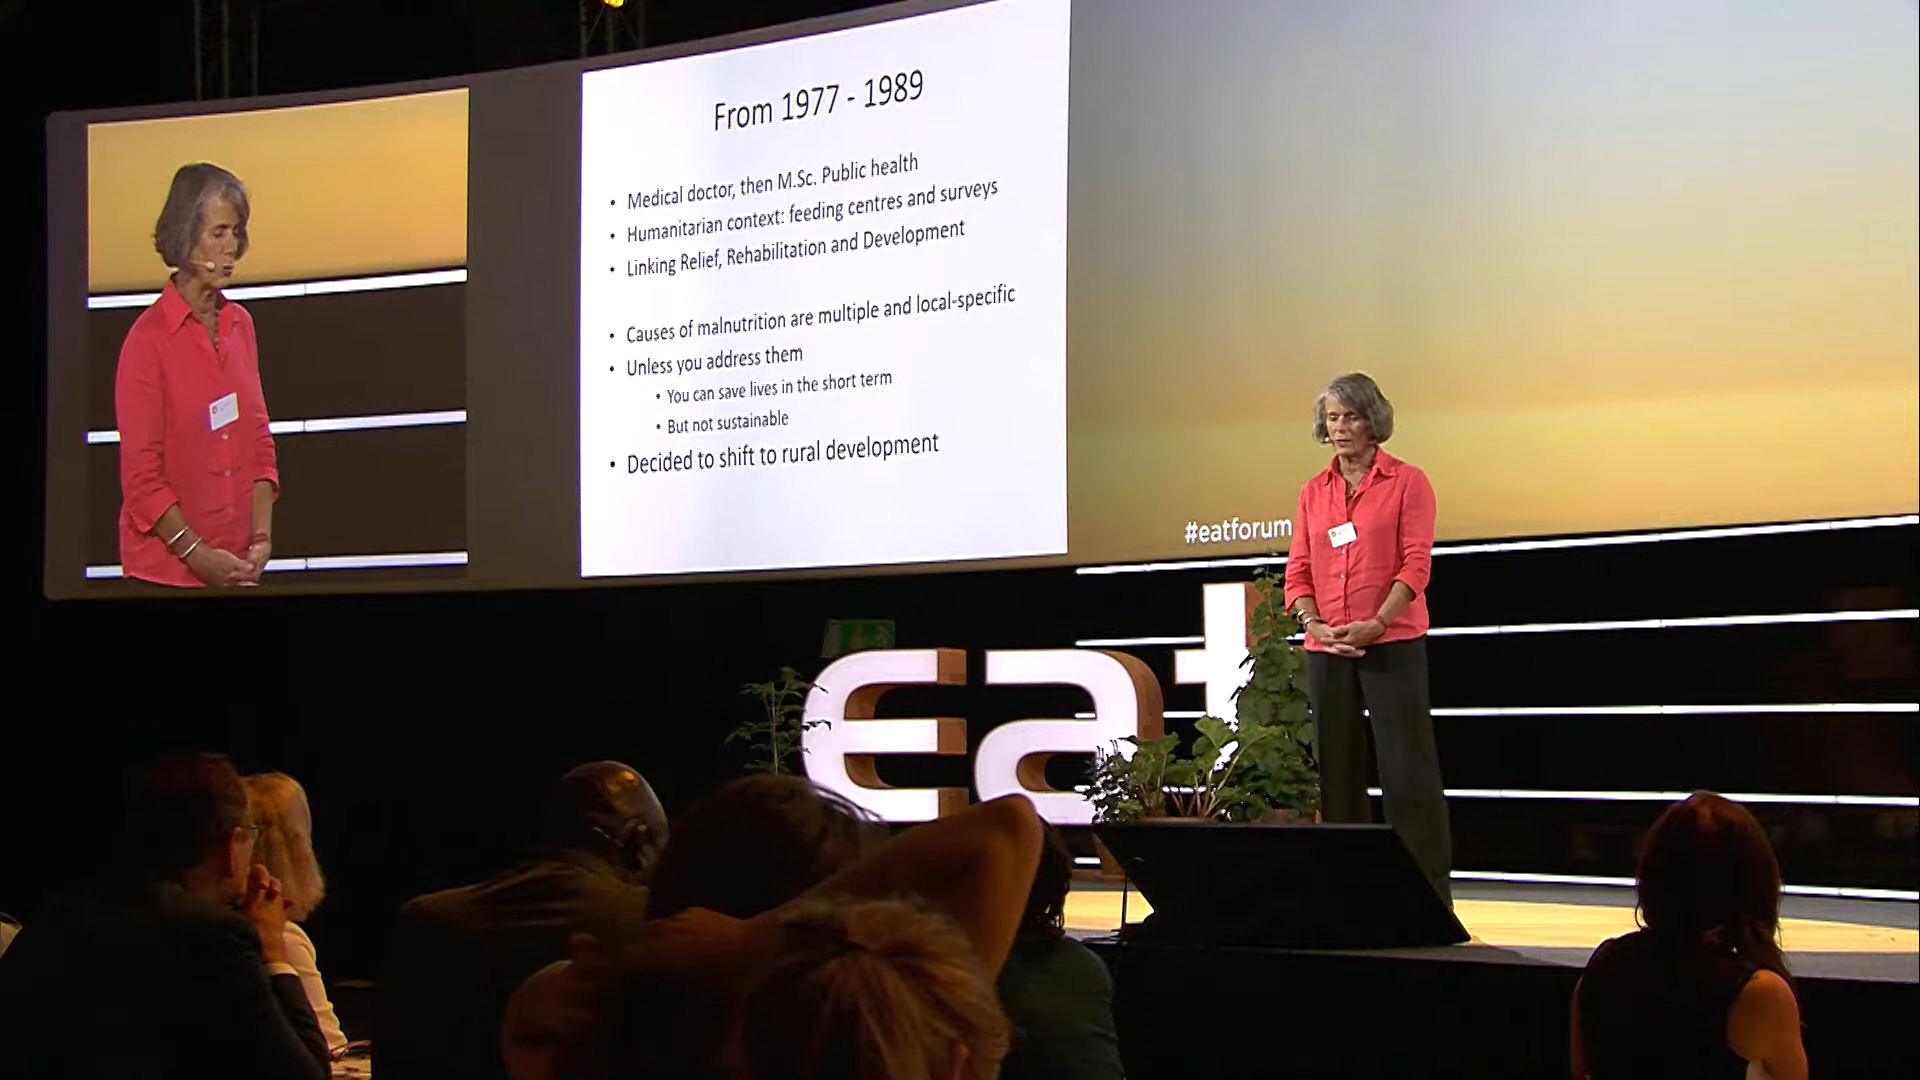 From 1977 - 1989
• Medical doctor, then M.Sc. Public health
• Humanitarian context: feeding centres and surveys
• Linking Relief, Rehabilitation and Development
• Causes of malnutrition are multiple and local-specific
• Unless you address them
• You can save lives in the short term
• But not sustainable
• Decided to shift to rural development
#eatforum
eat